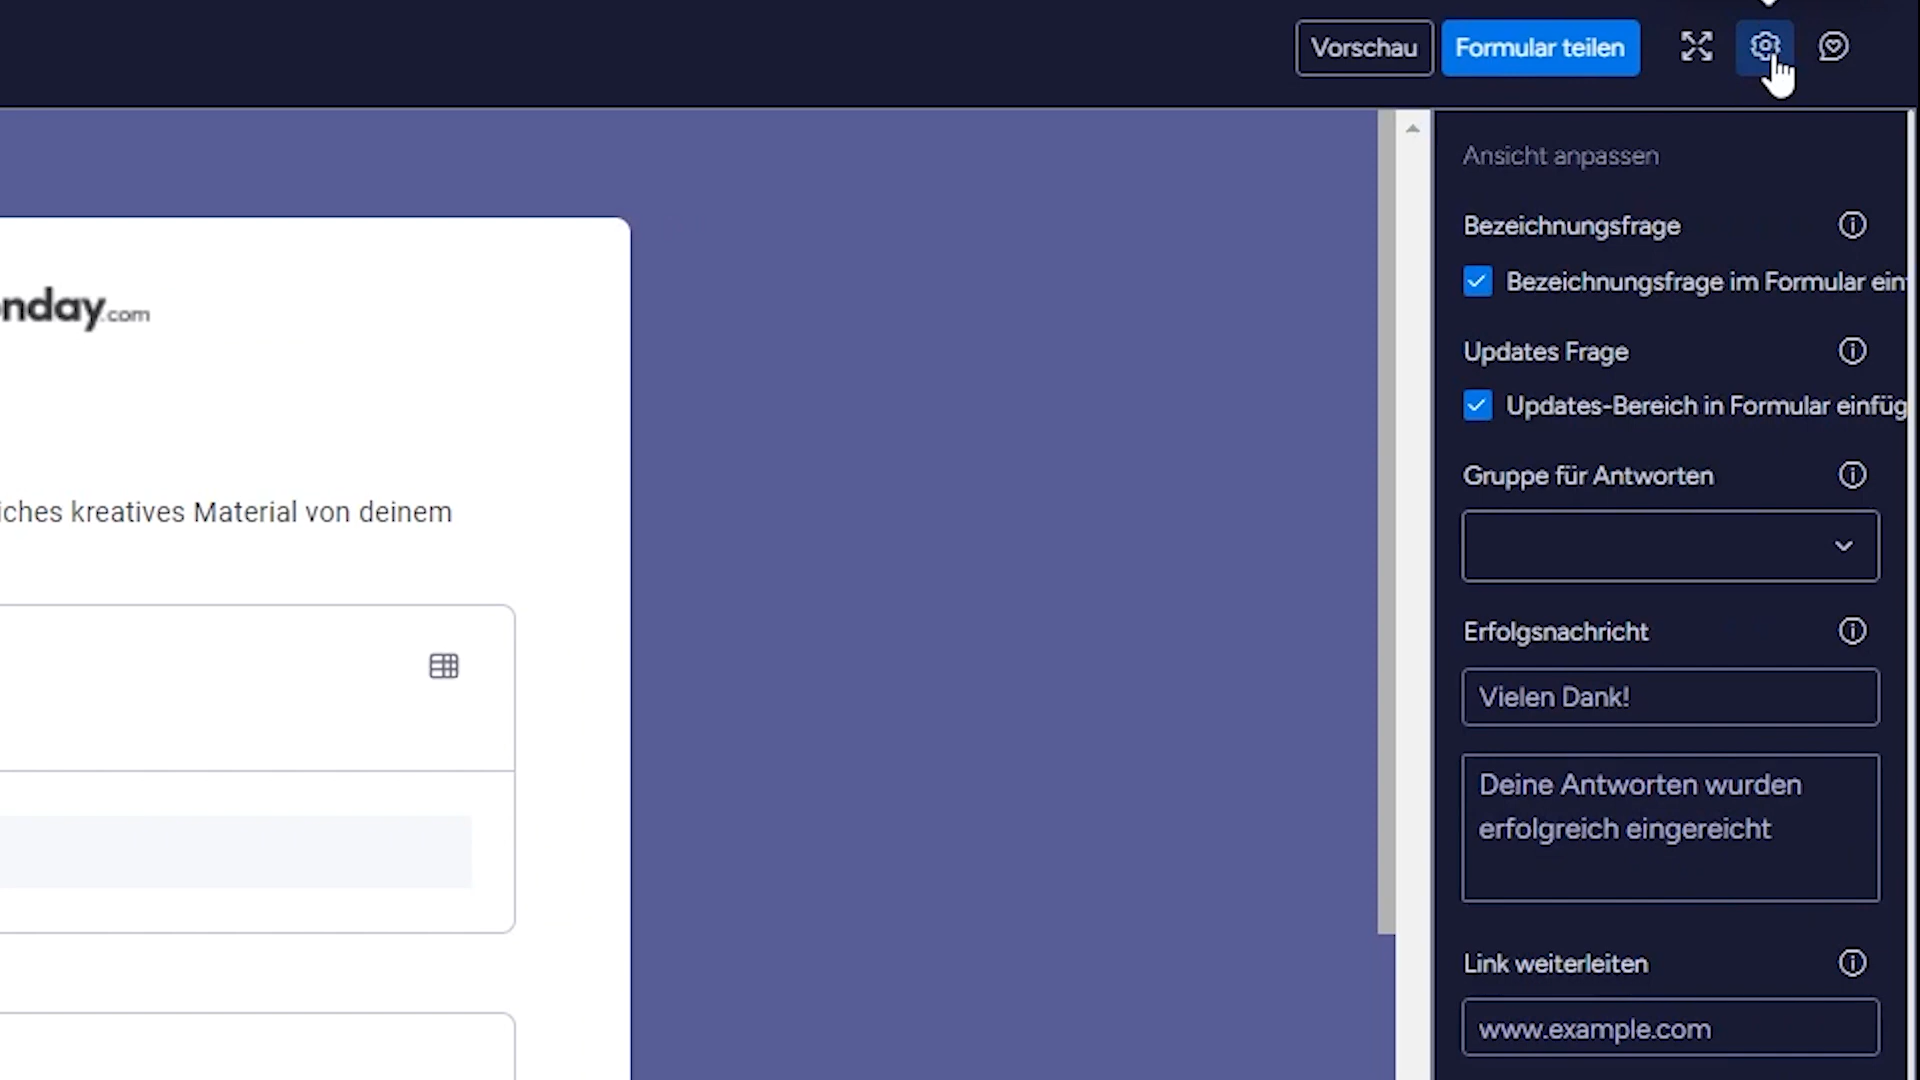 Vorschau
Formular teilen
Ansicht anpassen
Bezeichnungsfrage
Bezeichnungsfrage im Formular ein
Updates Frage
Updates-Bereich in Formular einfüg
Gruppe für Antworten
Erfolgsnachricht
Vielen Dank!
Deine Antworten wurden
erfolgreich eingereicht
Link weiterleiten
www.example.com
nday.com
iches kreatives Material von deinem